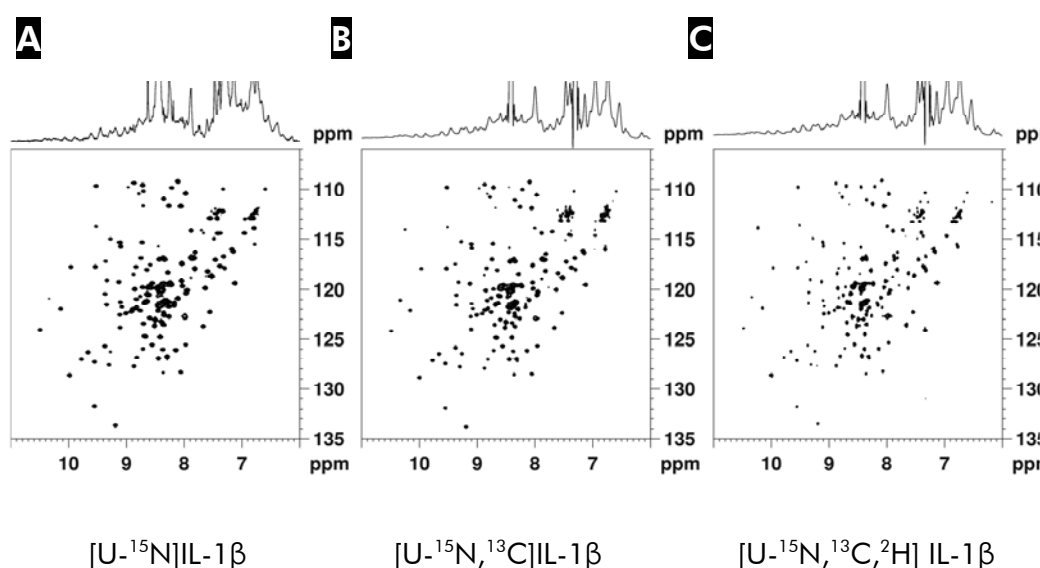 A B C
ppm ppm ppm
110 110 110
115 115 115
120 120 120
125 125 125
130 130 130
135 135 135
10 9 8 7 ppm 10 9 8 7 ppm 10 9 8 7 ppm
[U-¹⁵N]IL-1β [U-¹⁵N,¹³C]IL-1β [U-¹⁵N,¹³C,²H] IL-1β